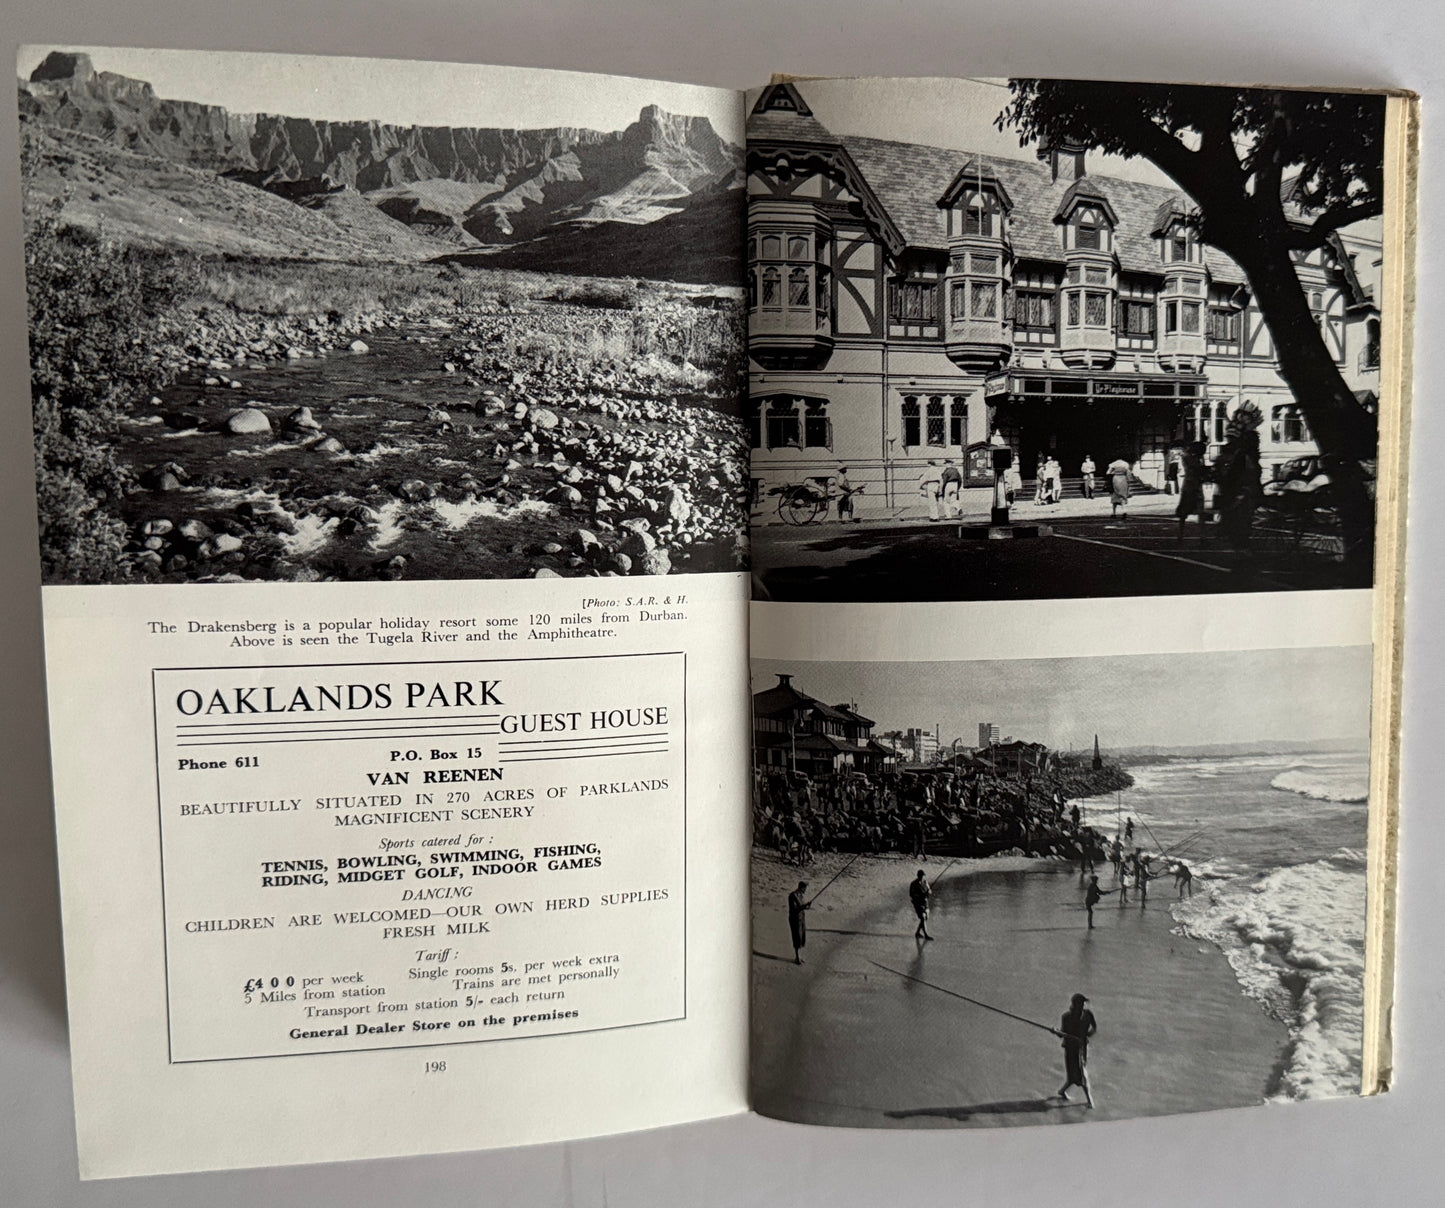 [Photo: S.A.R. & H.
The Drakensberg is a popular holiday resort some 120 miles from Durban.
Above is seen the Tugela River and the Amphitheatre.
OAKLANDS PARK
GUEST HOUSE
Phone 611
P.O. Box 15
VAN REENEN
BEAUTIFULLY SITUATED IN 270 ACRES OF PARKLANDS
MAGNIFICENT SCENERY
Sports catered for :
TENNIS, BOWLING, SWIMMING, FISHING,
RIDING, MIDGET GOLF, INDOOR GAMES
DANCING
CHILDREN ARE WELCOMED—OUR OWN HERD SUPPLIES
FRESH MILK
Tariff :
£4 0 0 per week
Single rooms 5s. per week extra
5 Miles from station
Trains are met personally
Transport from station 5/- each return
General Dealer Store on the premises
198
Ye Playhouse